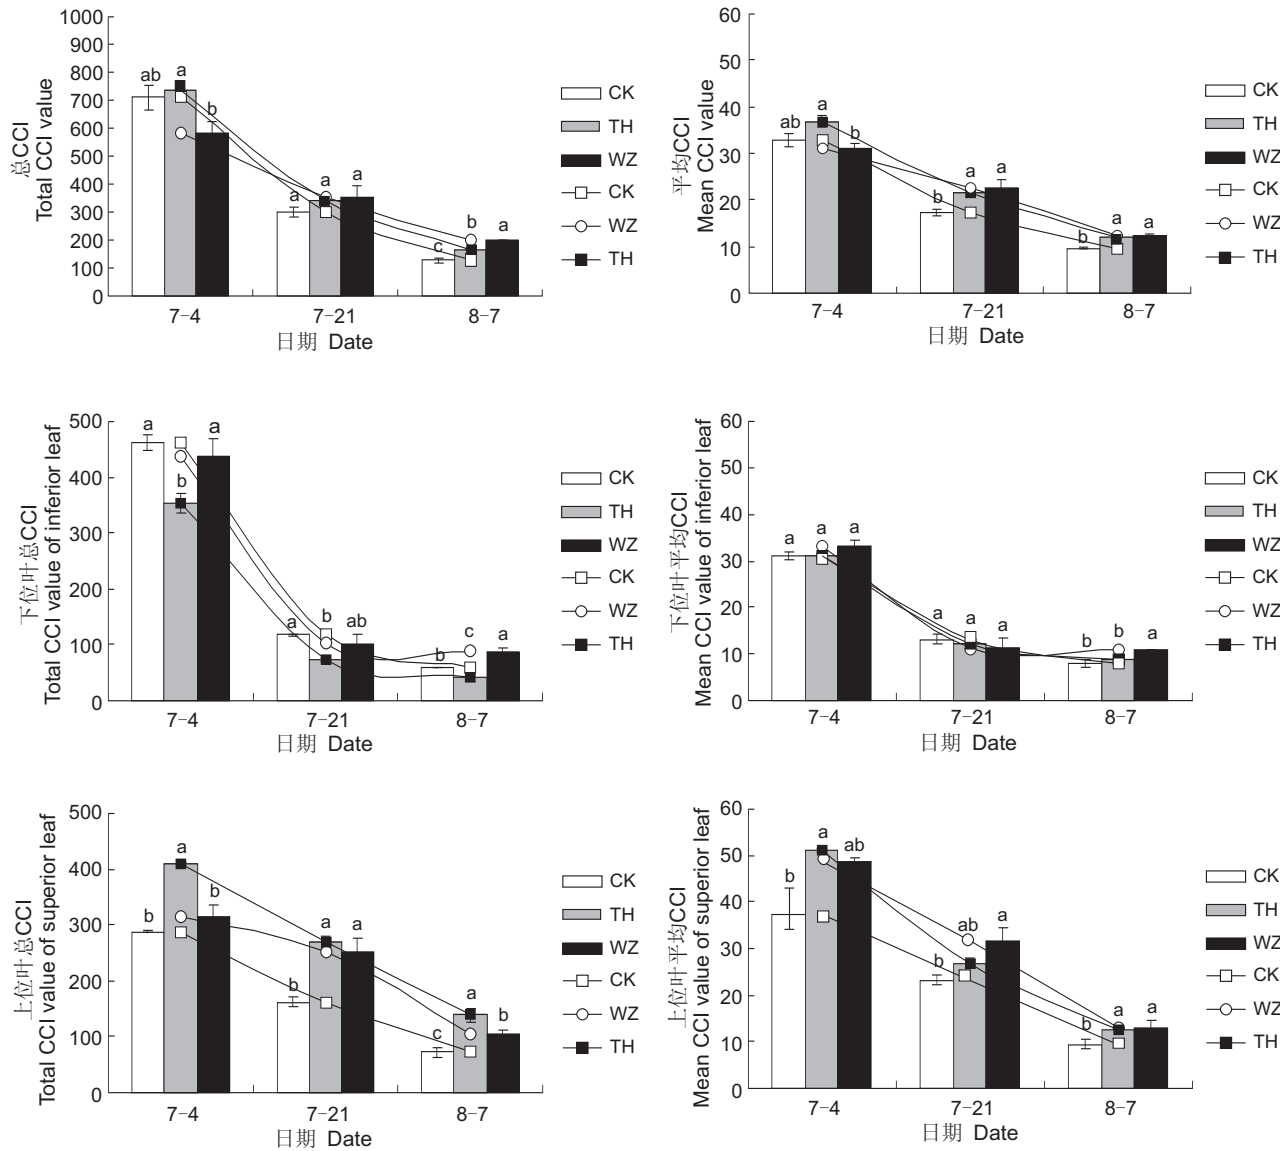 总CCI
Total CCI value
1000
900
800
700
600
500
400
300
200
100
0
ab
a
b
a
a
a
c
b
a
7-4
7-21
8-7
日期 Date
CK
TH
WZ
CK
WZ
TH
平均CCI
Mean CCI value
60
50
40
30
20
10
0
ab
a
b
b
a
a
b
a
a
7-4
7-21
8-7
日期 Date
CK
TH
WZ
CK
WZ
TH
下位叶总CCI
Total CCI value of inferior leaf
500
400
300
200
100
0
a
b
a
a
b
ab
b
c
a
7-4
7-21
8-7
日期 Date
CK
TH
WZ
CK
WZ
TH
下位叶平均CCI
Mean CCI value of inferior leaf
60
50
40
30
20
10
0
a
a
a
a
a
a
b
b
a
7-4
7-21
8-7
日期 Date
CK
TH
WZ
CK
WZ
TH
上位叶总CCI
Total CCI value of superior leaf
500
400
300
200
100
0
b
a
b
b
a
a
c
a
b
7-4
7-21
8-7
日期 Date
CK
TH
WZ
CK
WZ
TH
上位叶平均CCI
Mean CCI value of superior leaf
60
50
40
30
20
10
0
b
a
ab
b
ab
a
b
a
a
7-4
7-21
8-7
日期 Date
CK
TH
WZ
CK
WZ
TH